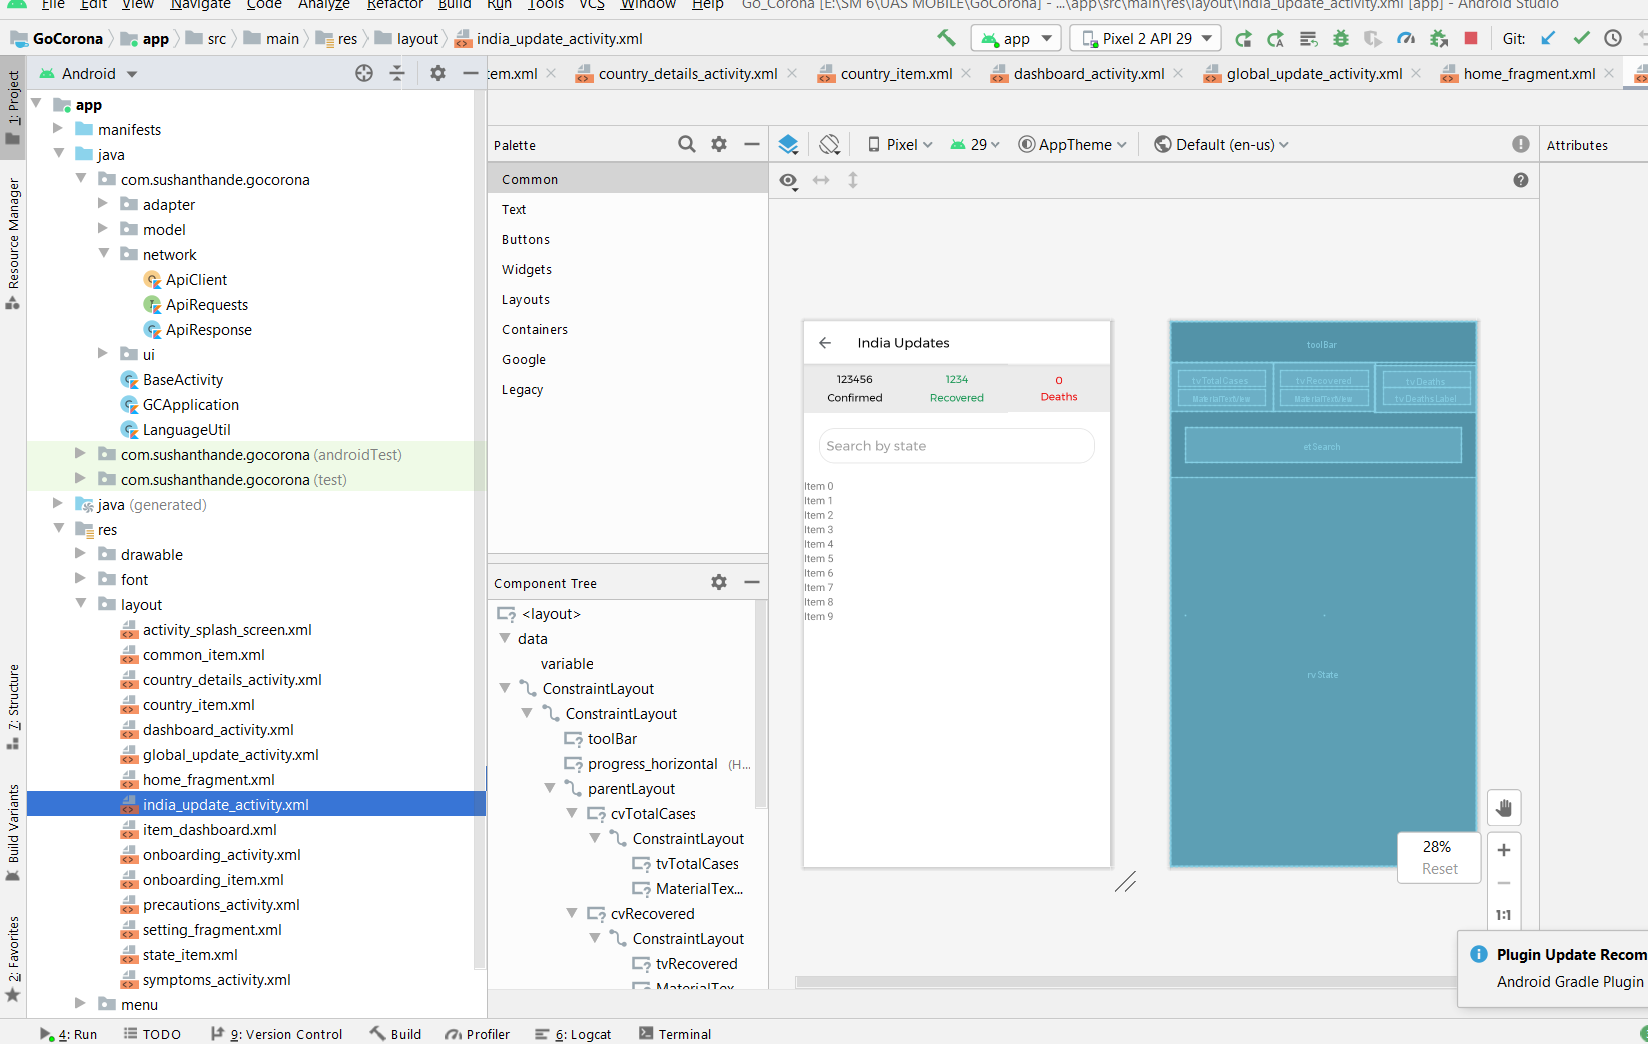 File Edit View Navigate Code Analyze Refactor Build Run Tools VCS Window Help Go_Corona [E:\SM 6\UAS MOBILE\GoCorona] - ...\app\src\main\res\layout\india_update_activity.xml [app] - Android Studio
GoCorona app src main res layout india_update_activity.xml app Pixel 2 API 29 Git:
Android
tem.xml country_details_activity.xml country_item.xml dashboard_activity.xml global_update_activity.xml home_fragment.xml
1: Project
Resource Manager
7: Structure
Build Variants
2: Favorites
app
manifests
java
com.sushanthande.gocorona
adapter
model
network
ApiClient
ApiRequests
ApiResponse
ui
BaseActivity
GCApplication
LanguageUtil
com.sushanthande.gocorona (androidTest)
com.sushanthande.gocorona (test)
java (generated)
res
drawable
font
layout
activity_splash_screen.xml
common_item.xml
country_details_activity.xml
country_item.xml
dashboard_activity.xml
global_update_activity.xml
home_fragment.xml
india_update_activity.xml
item_dashboard.xml
onboarding_activity.xml
onboarding_item.xml
precautions_activity.xml
setting_fragment.xml
state_item.xml
symptoms_activity.xml
menu
Palette
Common
Text
Buttons
Widgets
Layouts
Containers
Google
Legacy
Component Tree
<layout>
data
variable
ConstraintLayout
ConstraintLayout
toolBar
progress_horizontal (H...
parentLayout
cvTotalCases
ConstraintLayout
tvTotalCases
MaterialTex...
cvRecovered
ConstraintLayout
tvRecovered
MaterialTex...
Pixel 29 AppTheme Default (en-us)
Attributes
India Updates
123456 1234 0
Confirmed Recovered Deaths
Search by state
Item 0
Item 1
Item 2
Item 3
Item 4
Item 5
Item 6
Item 7
Item 8
Item 9
toolBar
tvTotalCases tvRecovered tvDeaths
MaterialTextView MaterialTextView tvDeathsLabel
etSearch
rvState
28%
Reset
1:1
Plugin Update Recom
Android Gradle Plugin
4: Run TODO 9: Version Control Build Profiler 6: Logcat Terminal